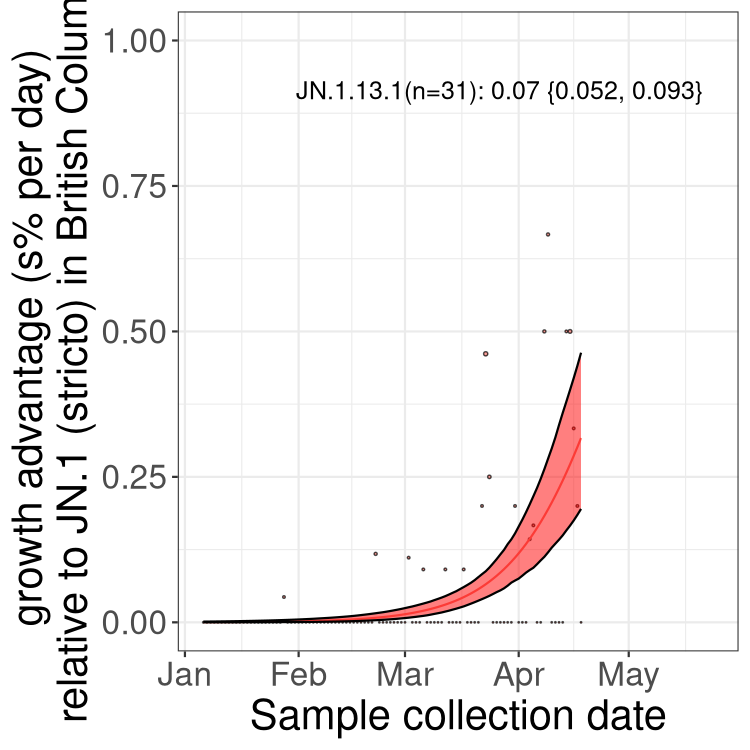 growth advantage (s% per day)
relative to JN.1 (stricto) in British Colum
1.00
0.75
0.50
0.25
0.00
JN.1.13.1(n=31): 0.07 {0.052, 0.093}
Jan Feb Mar Apr May
Sample collection date